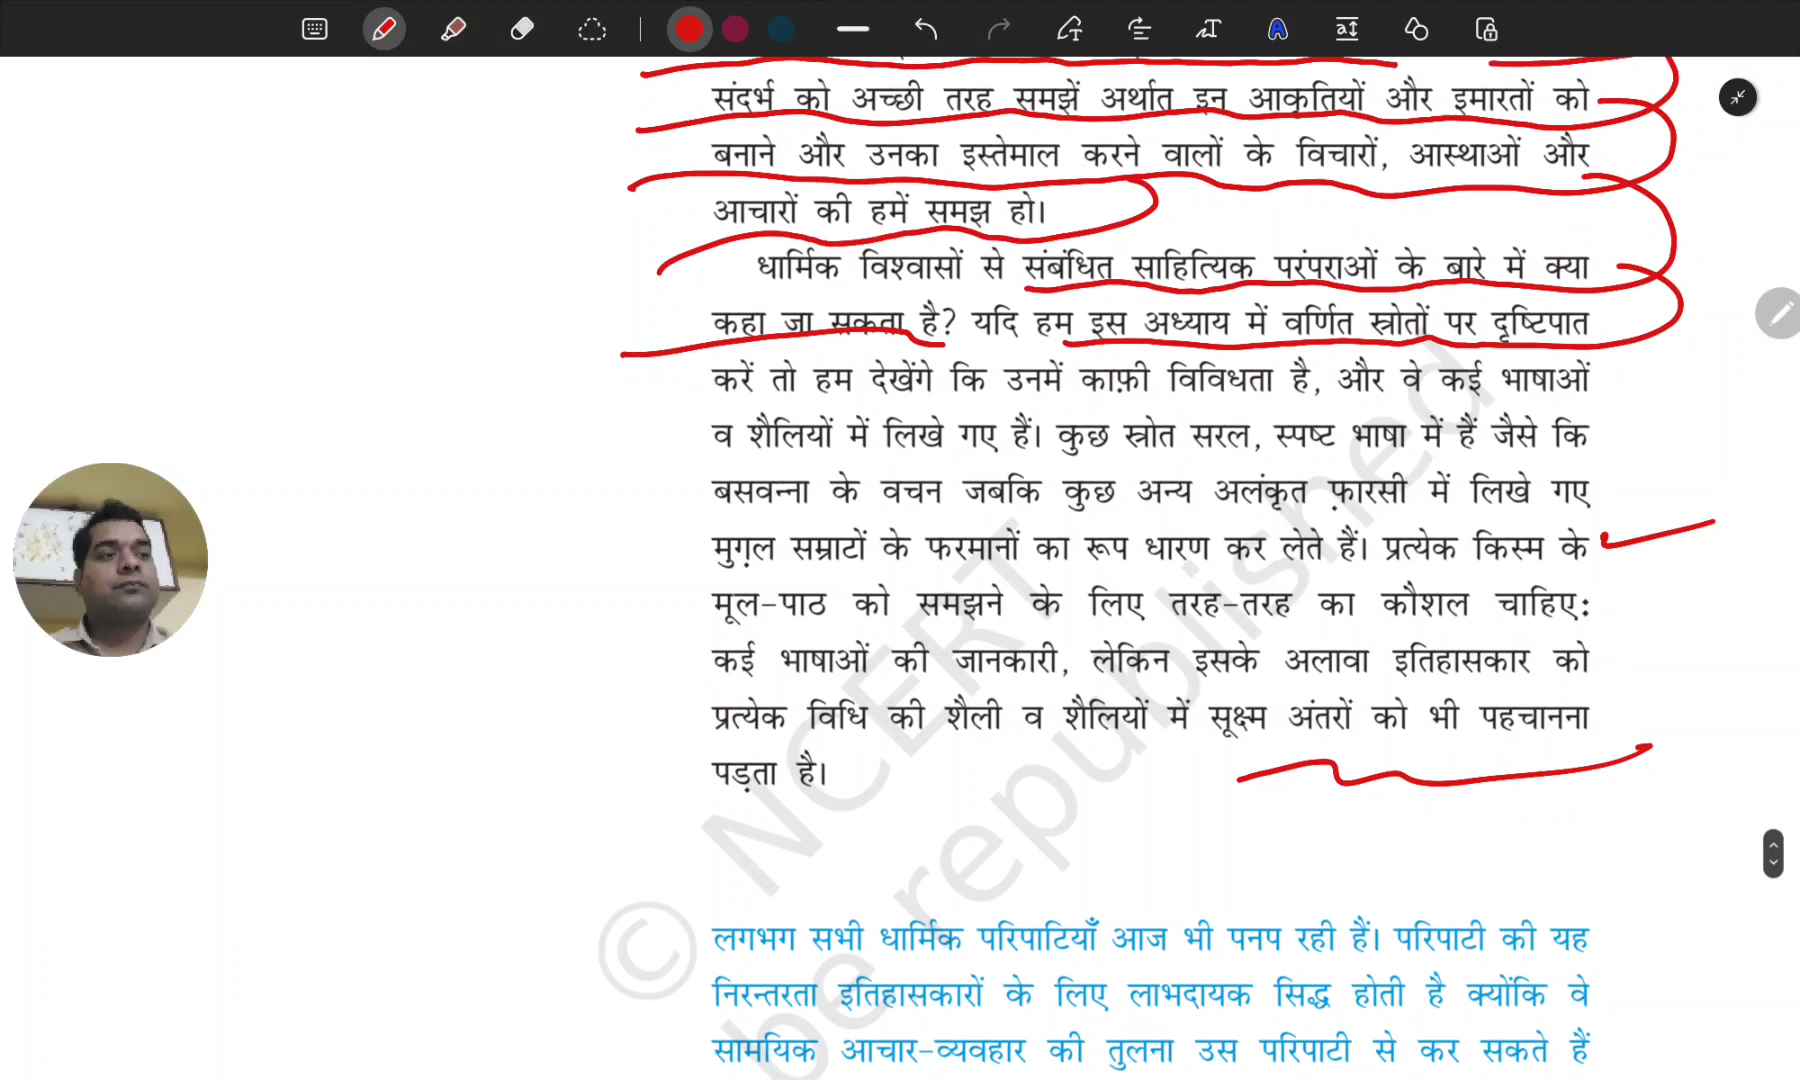 संदर्भ को अच्छी तरह समझें अर्थात इन आकृतियों और इमारतों को
बनाने और उनका इस्तेमाल करने वालों के विचारों, आस्थाओं और
आचारों की हमें समझ हो।
धार्मिक विश्वासों से संबंधित साहित्यिक परंपराओं के बारे में क्या
कहा जा सकता है? यदि हम इस अध्याय में वर्णित स्रोतों पर दृष्टिपात
करें तो हम देखेंगे कि उनमें काफ़ी विविधता है, और वे कई भाषाओं
व शैलियों में लिखे गए हैं। कुछ स्रोत सरल, स्पष्ट भाषा में हैं जैसे कि
बसवन्ना के वचन जबकि कुछ अन्य अलंकृत फ़ारसी में लिखे गए
मुग़ल सम्राटों के फरमानों का रूप धारण कर लेते हैं। प्रत्येक किस्म के
मूल-पाठ को समझने के लिए तरह-तरह का कौशल चाहिए:
कई भाषाओं की जानकारी, लेकिन इसके अलावा इतिहासकार को
प्रत्येक विधि की शैली व शैलियों में सूक्ष्म अंतरों को भी पहचानना
पड़ता है।
© NCERT
be republished
लगभग सभी धार्मिक परिपाटियाँ आज भी पनप रही हैं। परिपाटी की यह
निरन्तरता इतिहासकारों के लिए लाभदायक सिद्ध होती है क्योंकि वे
सामयिक आचार-व्यवहार की तुलना उस परिपाटी से कर सकते हैं